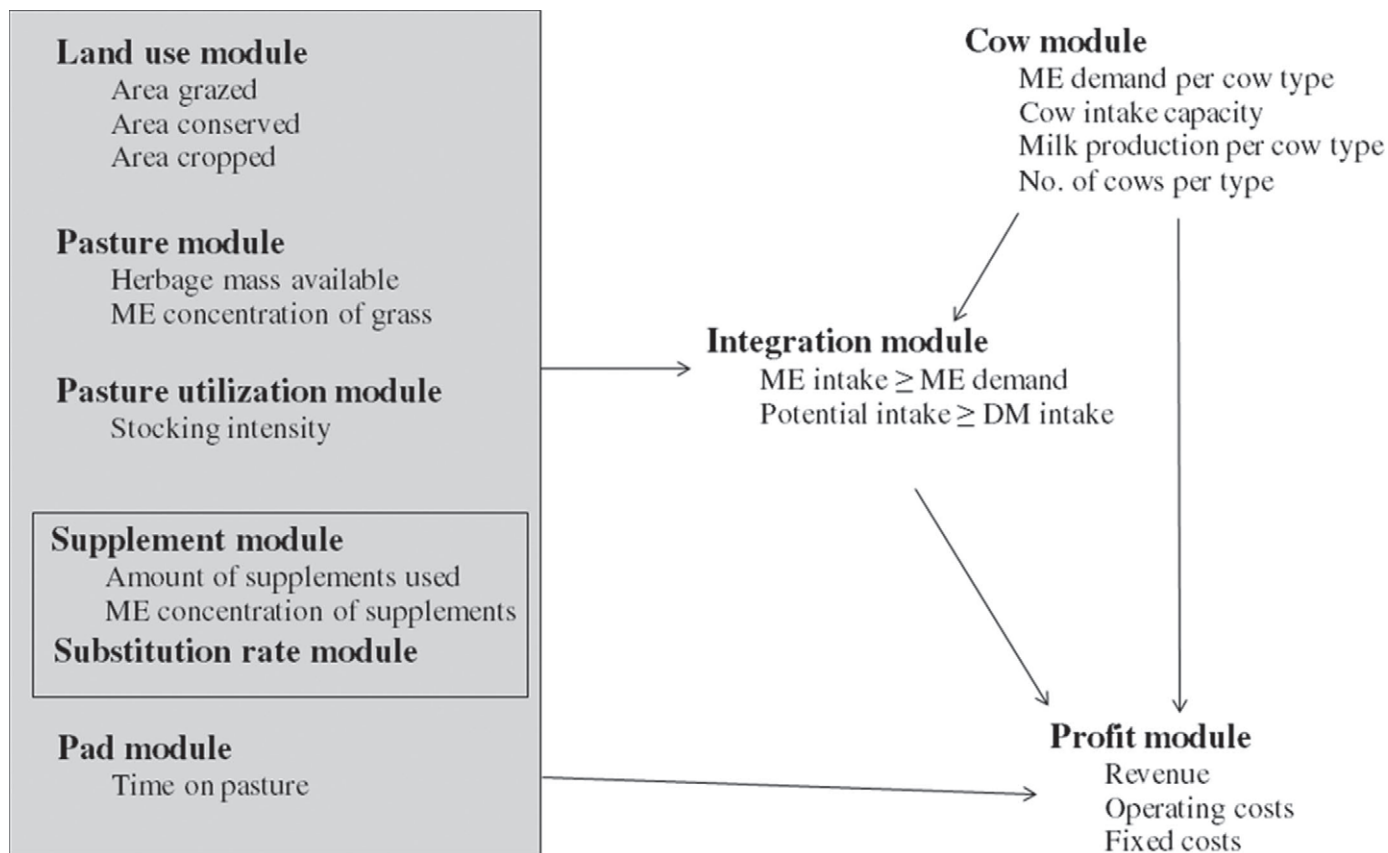 Land use module
Area grazed
Area conserved
Area cropped
Pasture module
Herbage mass available
ME concentration of grass
Pasture utilization module
Stocking intensity
Supplement module
Amount of supplements used
ME concentration of supplements
Substitution rate module
Pad module
Time on pasture
Cow module
ME demand per cow type
Cow intake capacity
Milk production per cow type
No. of cows per type
Integration module
ME intake ≥ ME demand
Potential intake ≥ DM intake
Profit module
Revenue
Operating costs
Fixed costs